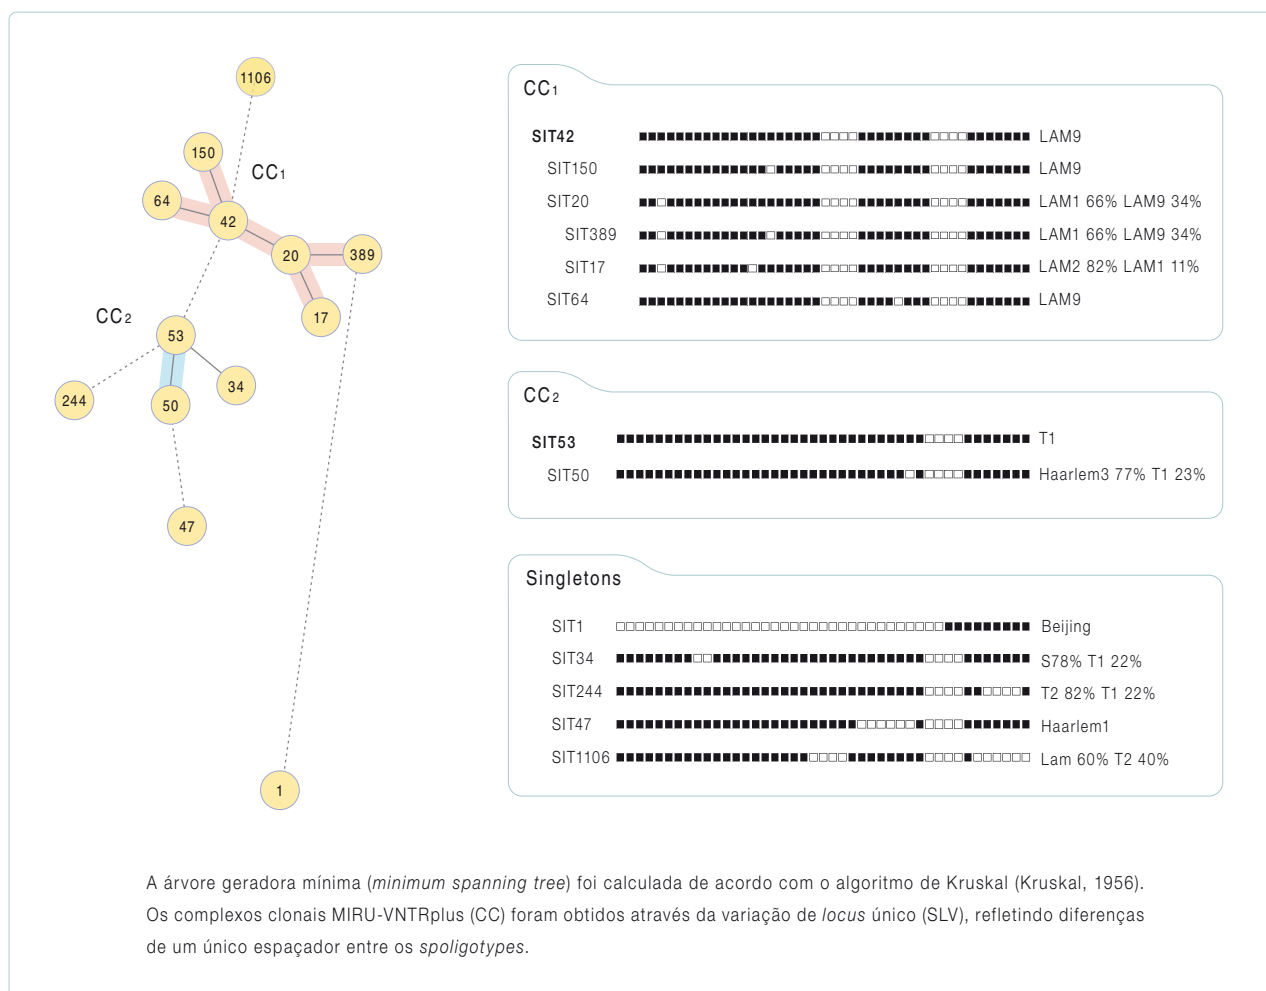 1106
150
CC1
64
42
20
389
17
CC2
53
244
50
34
47
1
CC1
SIT42 LAM9
SIT150 LAM9
SIT20 LAM1 66% LAM9 34%
SIT389 LAM1 66% LAM9 34%
SIT17 LAM2 82% LAM1 11%
SIT64 LAM9
CC2
SIT53 T1
SIT50 Haarlem3 77% T1 23%
Singletons
SIT1 Beijing
SIT34 S78% T1 22%
SIT244 T2 82% T1 22%
SIT47 Haarlem1
SIT1106 Lam 60% T2 40%
A árvore geradora mínima (minimum spanning tree) foi calculada de acordo com o algoritmo de Kruskal (Kruskal, 1956).
Os complexos clonais MIRU-VNTRplus (CC) foram obtidos através da variação de locus único (SLV), refletindo diferenças
de um único espaçador entre os spoligotypes.